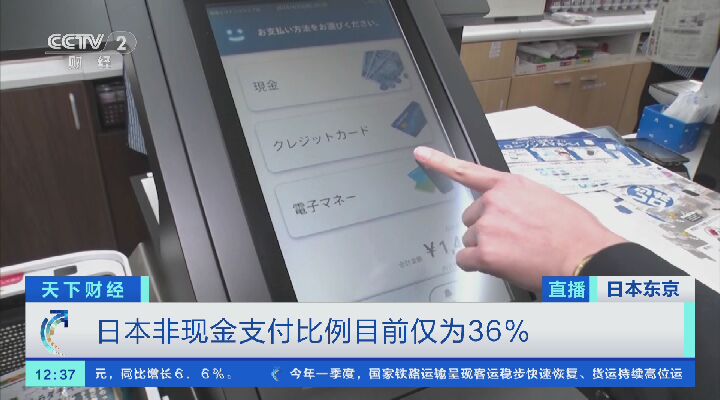 CCTV 2
财经
お支払い方法をお選びください。
現金
クレジットカード
電子マネー
合計金額
¥1,
天下财经
直播
日本东京
日本非现金支付比例目前仅为36%
12:37
元，同比增长6.6%。
今年一季度，国家铁路运输呈现客运稳步快速恢复、货运持续高位运